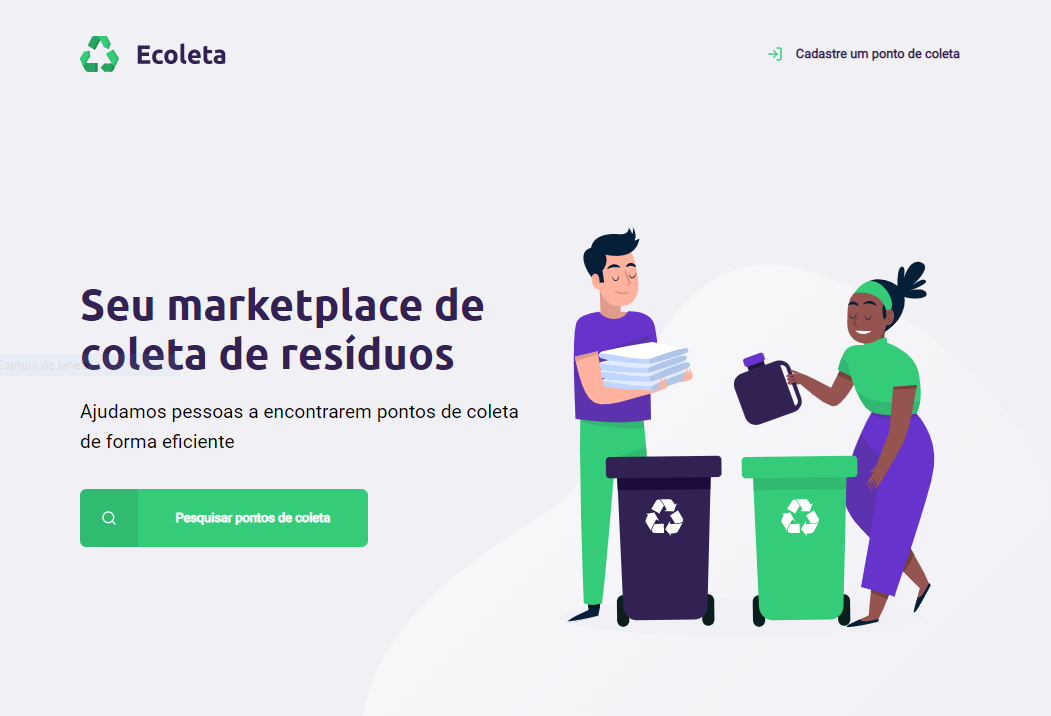 Ecoleta
Cadastre um ponto de coleta
Seu marketplace de
coleta de resíduos
Captura de Jane
Ajudamos pessoas a encontrarem pontos de coleta
de forma eficiente
Pesquisar pontos de coleta